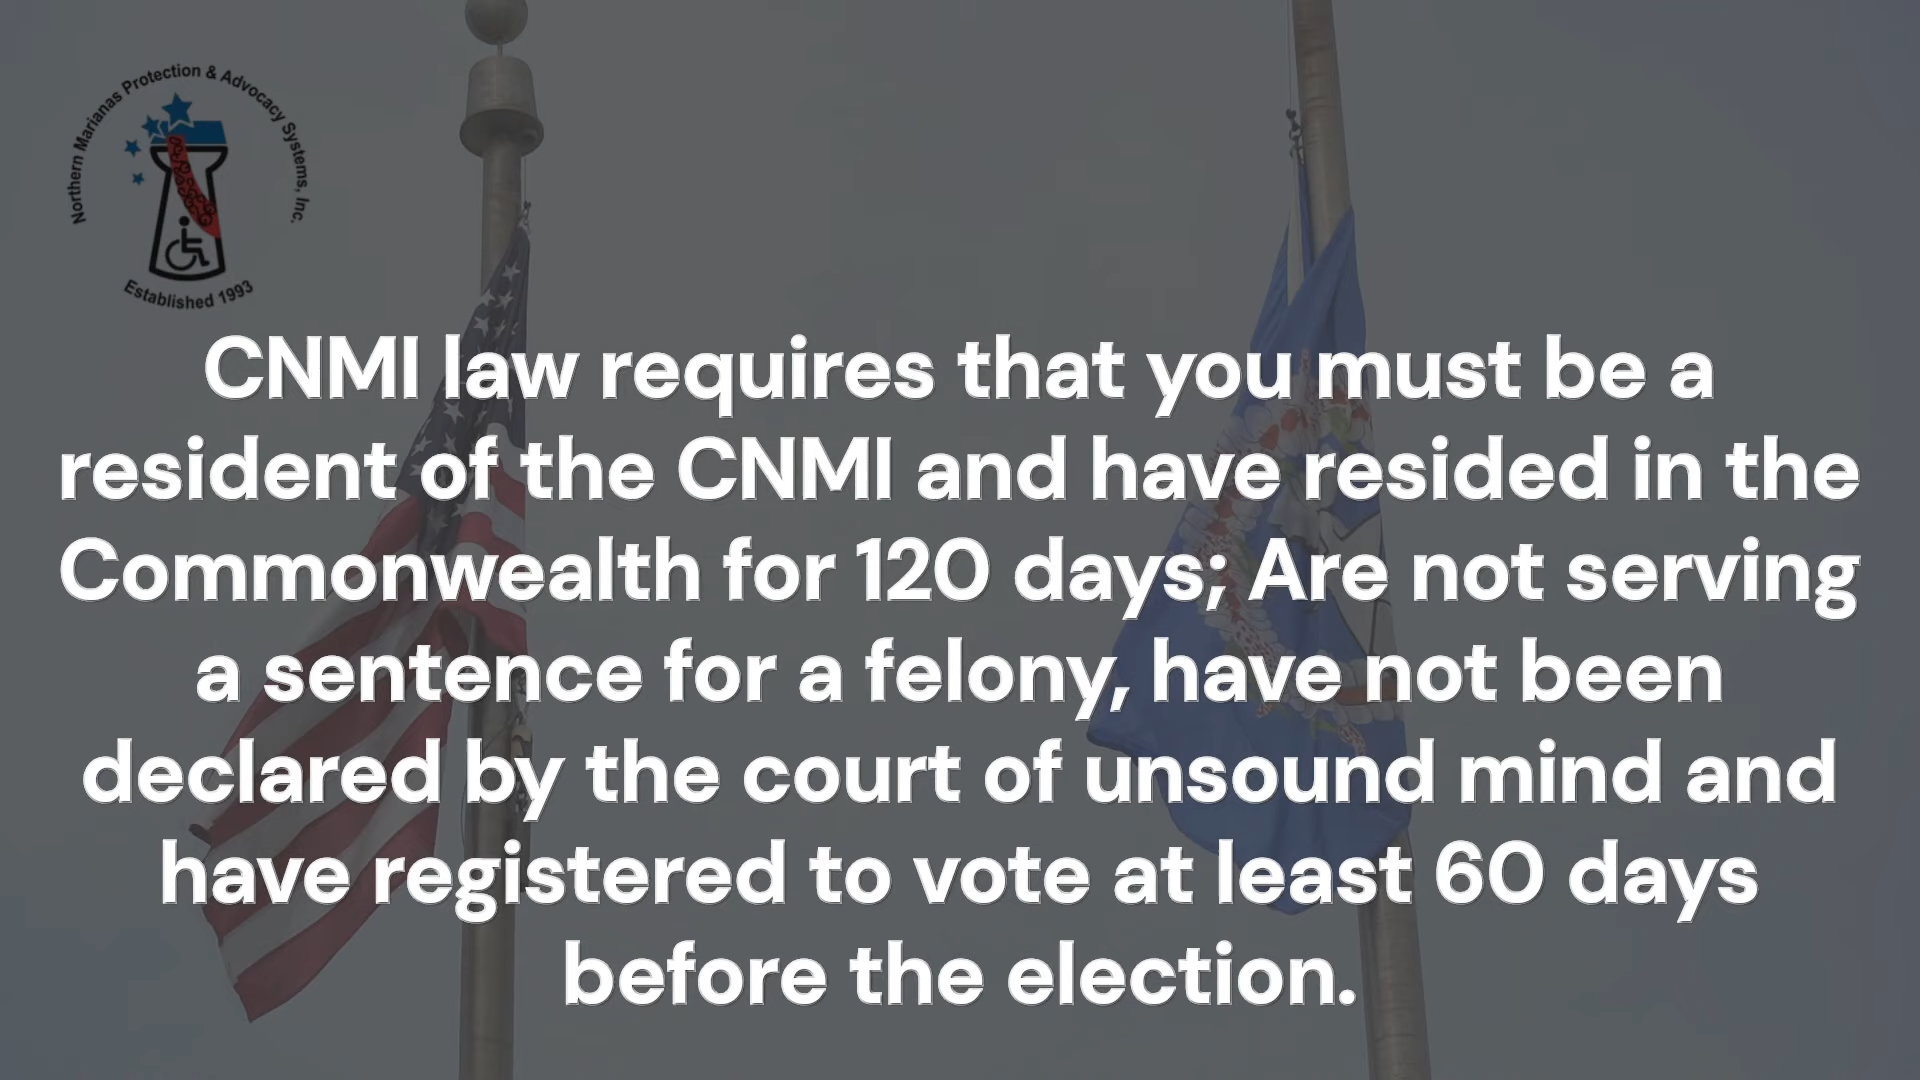 Northern Marianas Protection & Advocacy Systems, Inc.
Established 1993
CNMI law requires that you must be a
resident of the CNMI and have resided in the
Commonwealth for 120 days; Are not serving
a sentence for a felony, have not been
declared by the court of unsound mind and
have registered to vote at least 60 days
before the election.